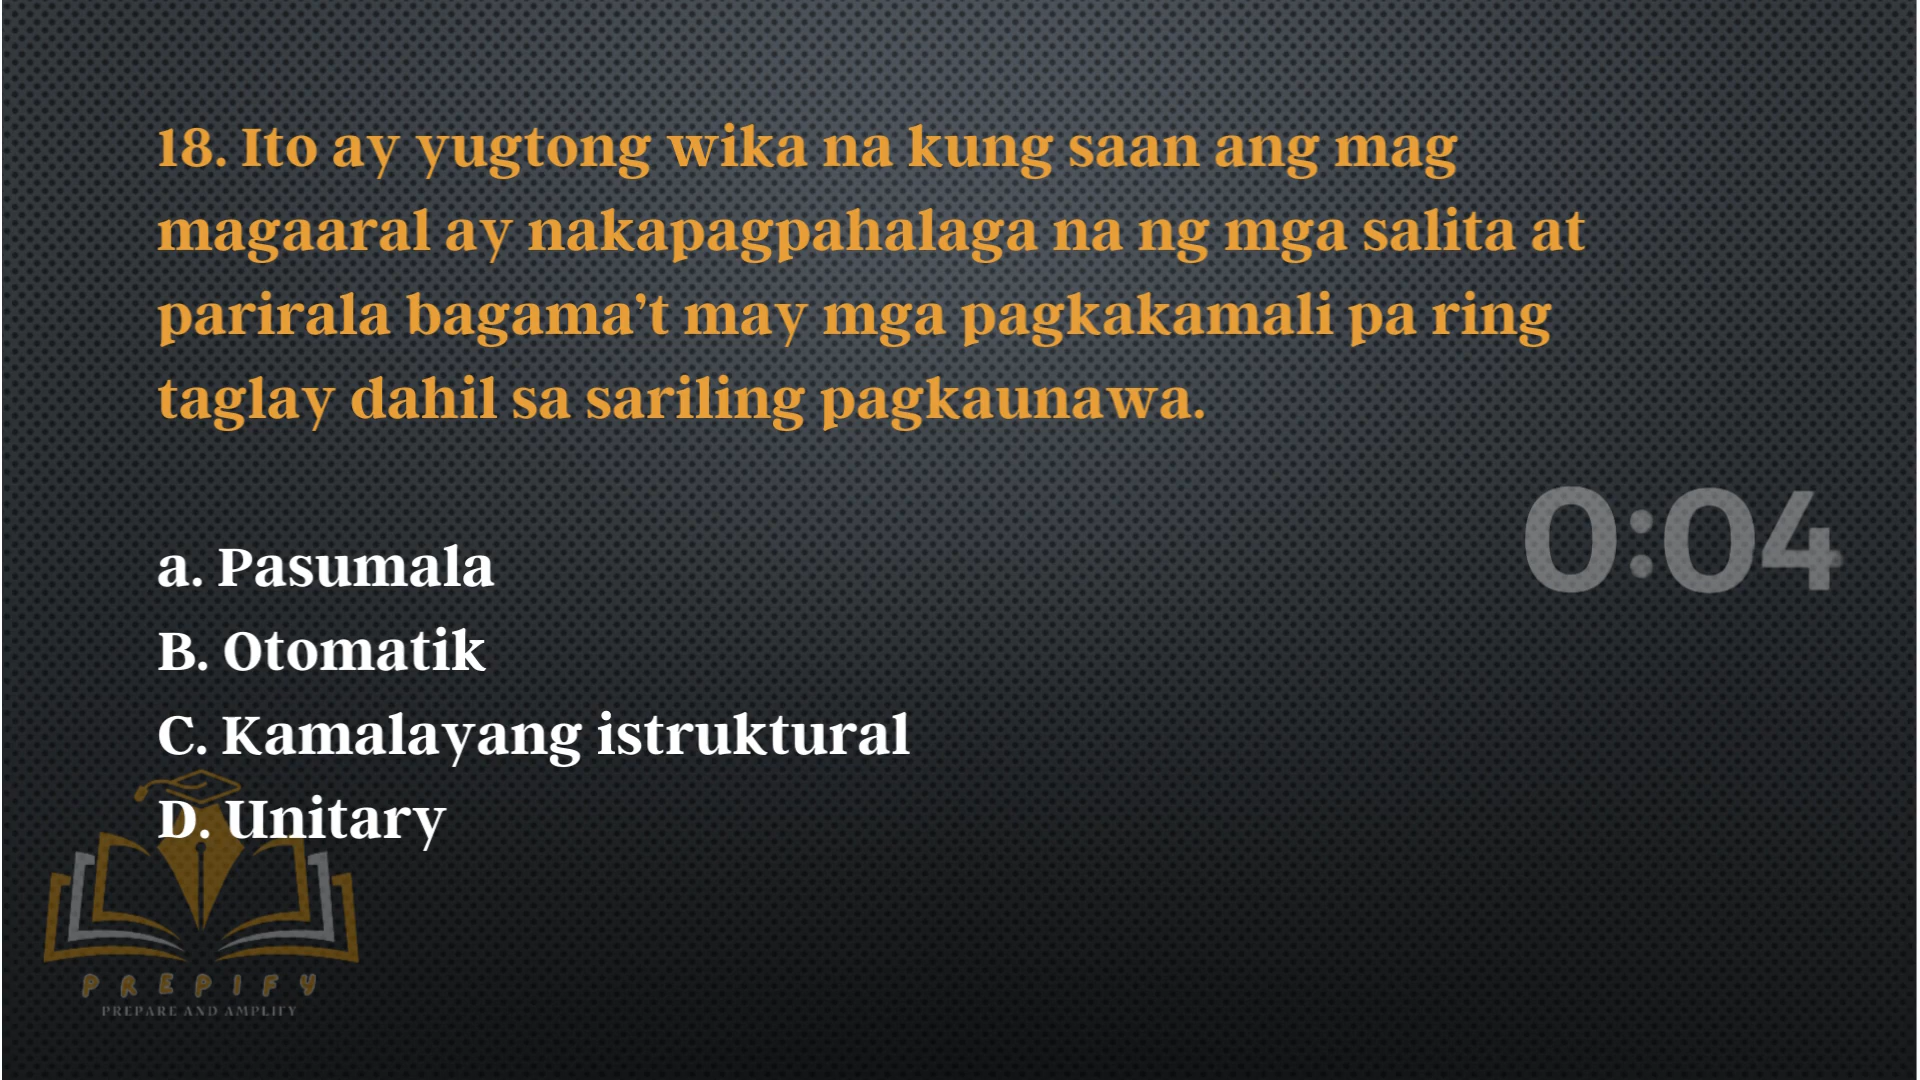 18. Ito ay yugtong wika na kung saan ang mag
magaaral ay nakapagpahalaga na ng mga salita at
parirala bagama’t may mga pagkakamali pa ring
taglay dahil sa sariling pagkaunawa.
0:04
a. Pasumala
B. Otomatik
C. Kamalayang istruktural
D. Unitary
PREPIFY
PREPARE AND AMPLIFY